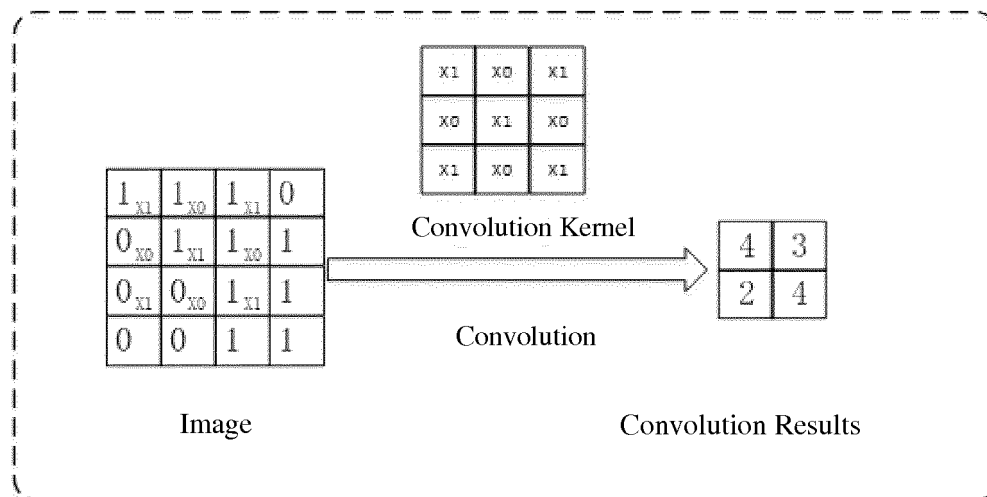 X1 X0 X1
X0 X1 X0
X1 X0 X1
Convolution Kernel
1X1 1X0 1X1 0
0X0 1X1 1X0 1
0X1 0X0 1X1 1
0 0 1 1
Image
Convolution
4 3
2 4
Convolution Results